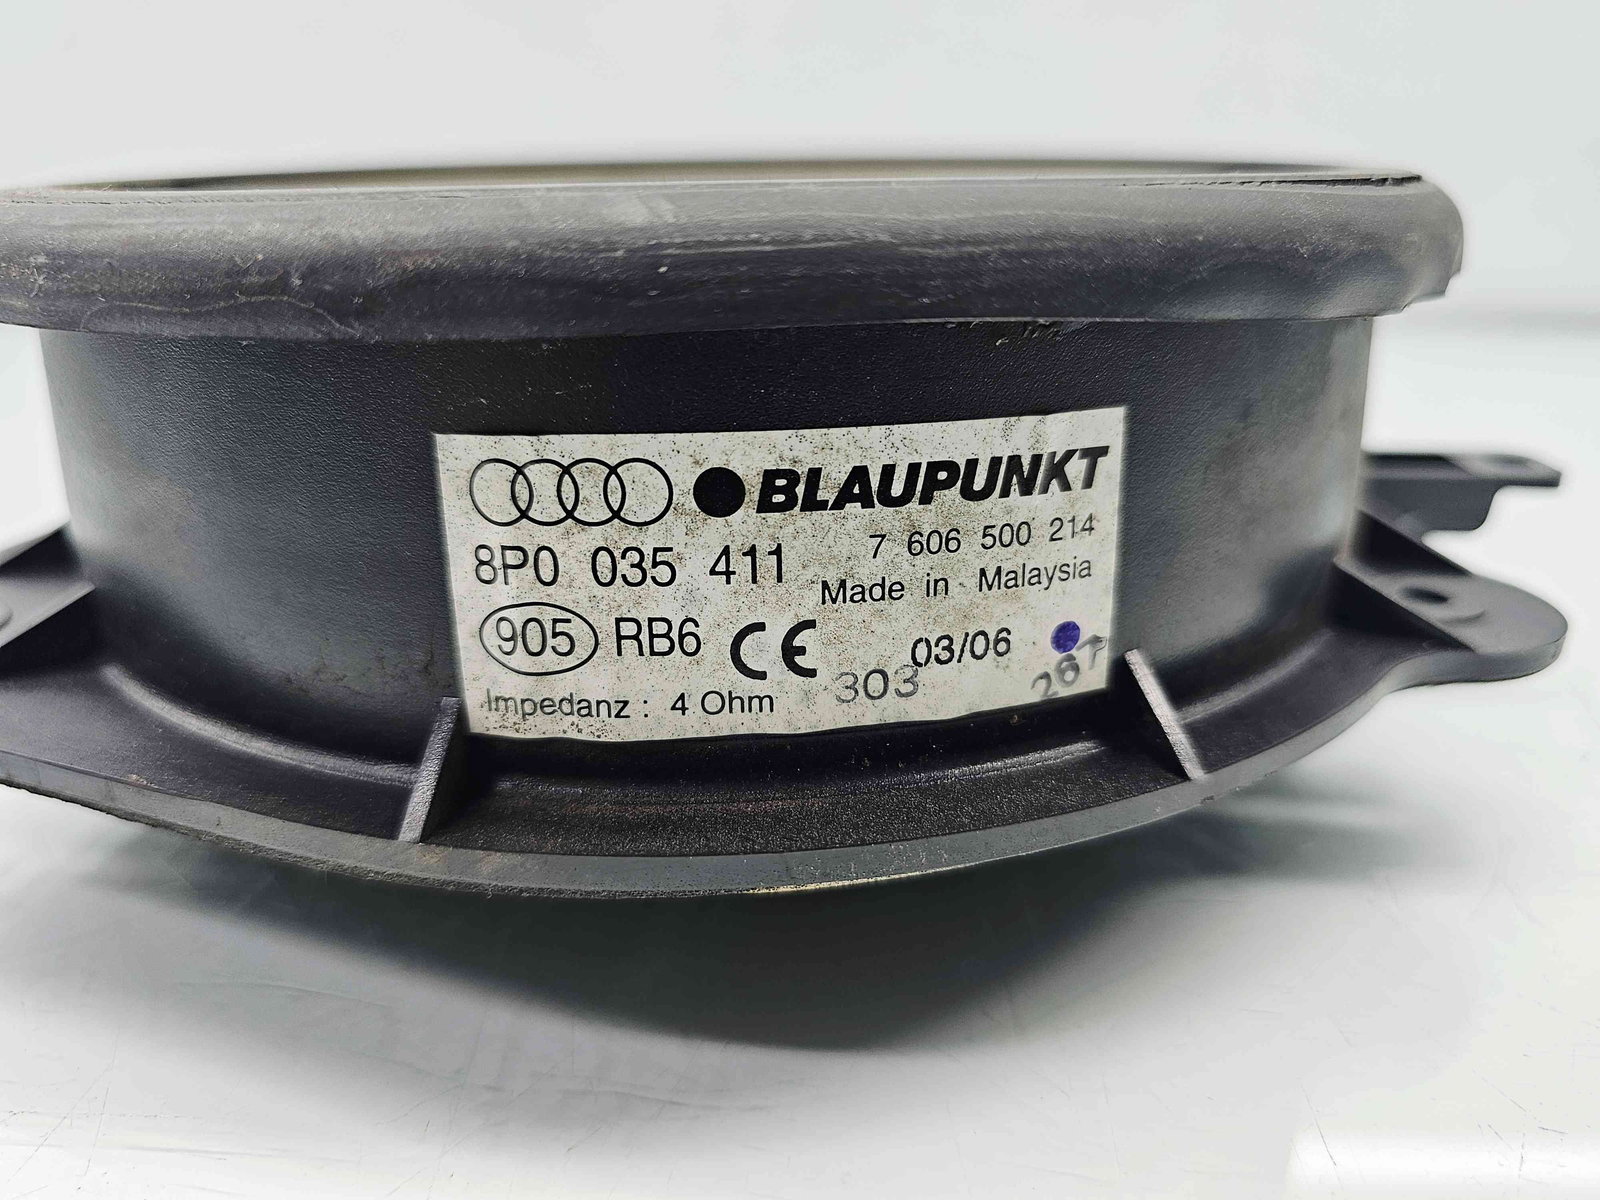 BLAUPUNKT
8P0 035 411
7 606 500 214
Made in Malaysia
905 RB6 CE 03/06
303
Impedanz : 4 Ohm